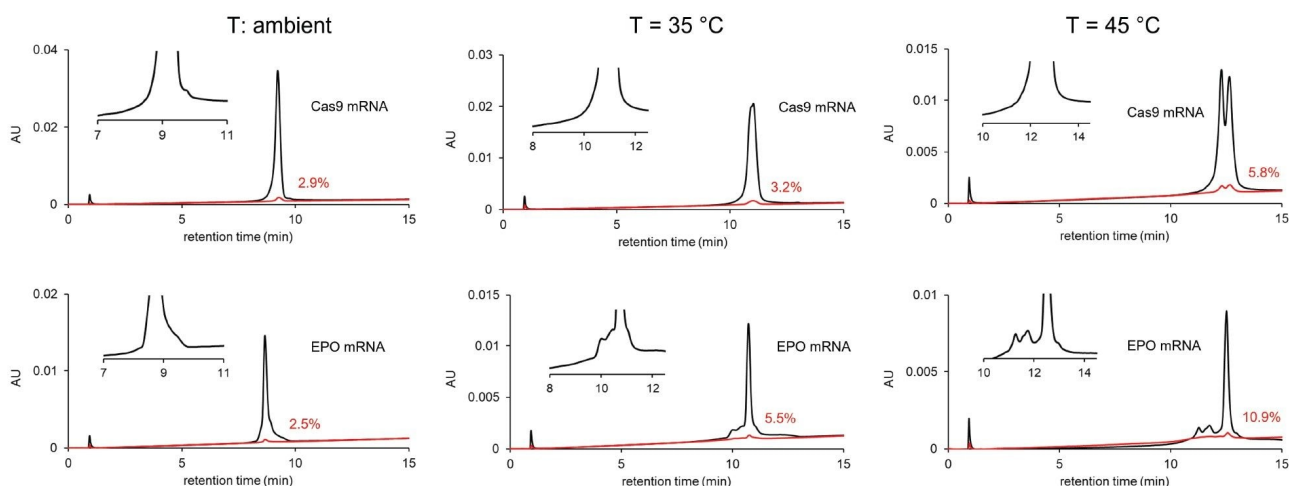 T: ambient
T = 35 °C
T = 45 °C
0.04
0.02
0
AU
7 9 11
Cas9 mRNA
2.9%
0 5 10 15
retention time (min)
0.03
0.02
0.01
0
AU
8 10 12
Cas9 mRNA
3.2%
0 5 10 15
retention time (min)
0.015
0.01
0.005
0
AU
10 12 14
Cas9 mRNA
5.8%
0 5 10 15
retention time (min)
0.02
0.01
0
AU
7 9 11
EPO mRNA
2.5%
0 5 10 15
retention time (min)
0.015
0.01
0.005
0
AU
8 10 12
EPO mRNA
5.5%
0 5 10 15
retention time (min)
0.01
0.005
0
AU
10 12 14
EPO mRNA
10.9%
0 5 10 15
retention time (min)